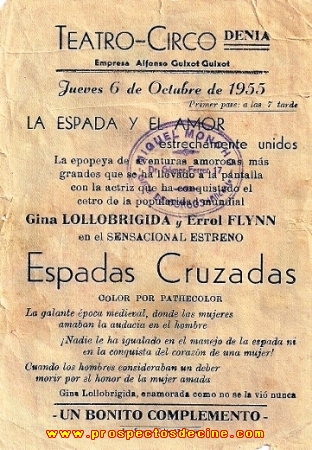 TEATRO-CIRCO DENIA
Empresa Alfonso Guixot Guixot
Jueves 6 de Octubre de 1955
Primer pase: a las 7 tarde
LA ESPADA Y EL AMOR
estrechamente unidos
La epopeya de aventuras amorosas más
grandes que se ha llevado a la pantalla
con la actriz que ha conquistado el
cetro de la popularidad mundial
Gina LOLLOBRIGIDA y Errol FLYNN
en el SENSACIONAL ESTRENO
Espadas Cruzadas
COLOR POR PATHECOLOR
La galante época medieval, donde las mujeres
amaban la audacia en el hombre
¡Nadie le ha igualado en el manejo de la espada ni
en la conquista del corazón de una mujer!
Cuando los hombres consideraban un deber
morir por el honor de la mujer amada
Gina Lollobrigida, enamorada como no se la vió nunca
-UN BONITO COMPLEMENTO-
www.prospectosdecine.com
MIGUEL